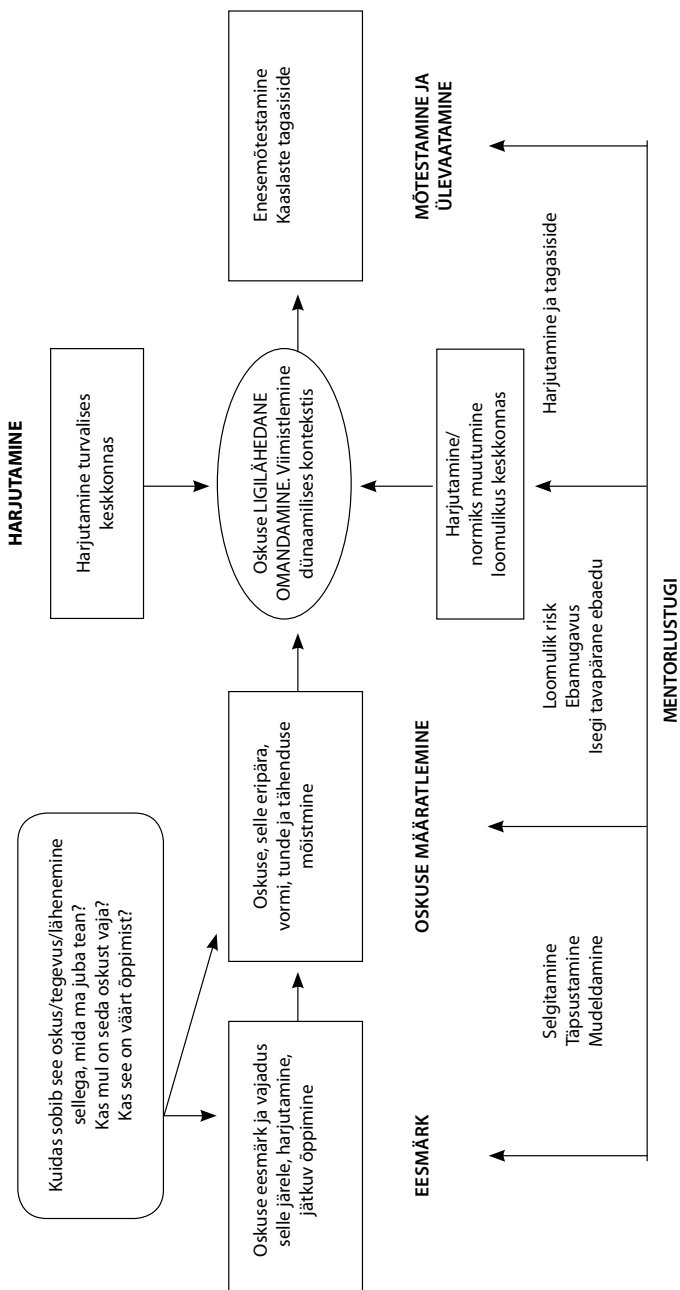 HARJUTAMINE
Kuidas sobib see oskus/tegevus/lähenemine
sellega, mida ma juba tean?
Kas mul on seda oskust vaja?
Kas see on väärt õppimist?
Harjutamine turvalises
keskkonnas
Oskuse eesmärk ja vajadus
selle järele, harjutamine,
jätkuv õppimine
Oskuse, selle eripära,
vormi, tunde ja tähenduse
mõistmine
Oskuse LIGILÄHEDANE
OMANDAMINE. Viimistlemine
dünaamilises kontekstis
Enesemõtestamine
Kaaslaste tagasiside
EESMÄRK
OSKUSE MÄÄRATLEMINE
Harjutamine/
normiks muutumine
loomulikus keskkonnas
MÕTESTAMINE JA
ÜLEVAATAMINE
Selgitamine
Täpsustamine
Mudeldamine
Loomulik risk
Ebamugavus
Isegi tavapärane ebaedu
Harjutamine ja tagasiside
MENTORLUSTUGI